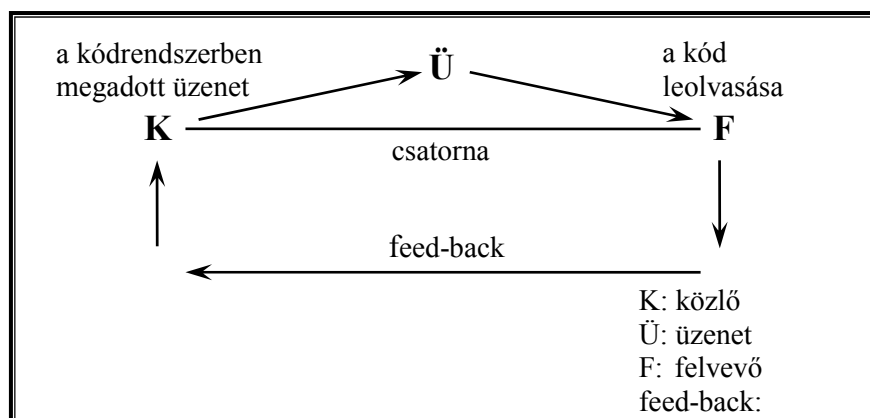 a kódrendszerben
megadott üzenet
Ü
a kód
leolvasása
K
F
csatorna
feed-back
K: közlő
Ü: üzenet
F: felvevő
feed-back: